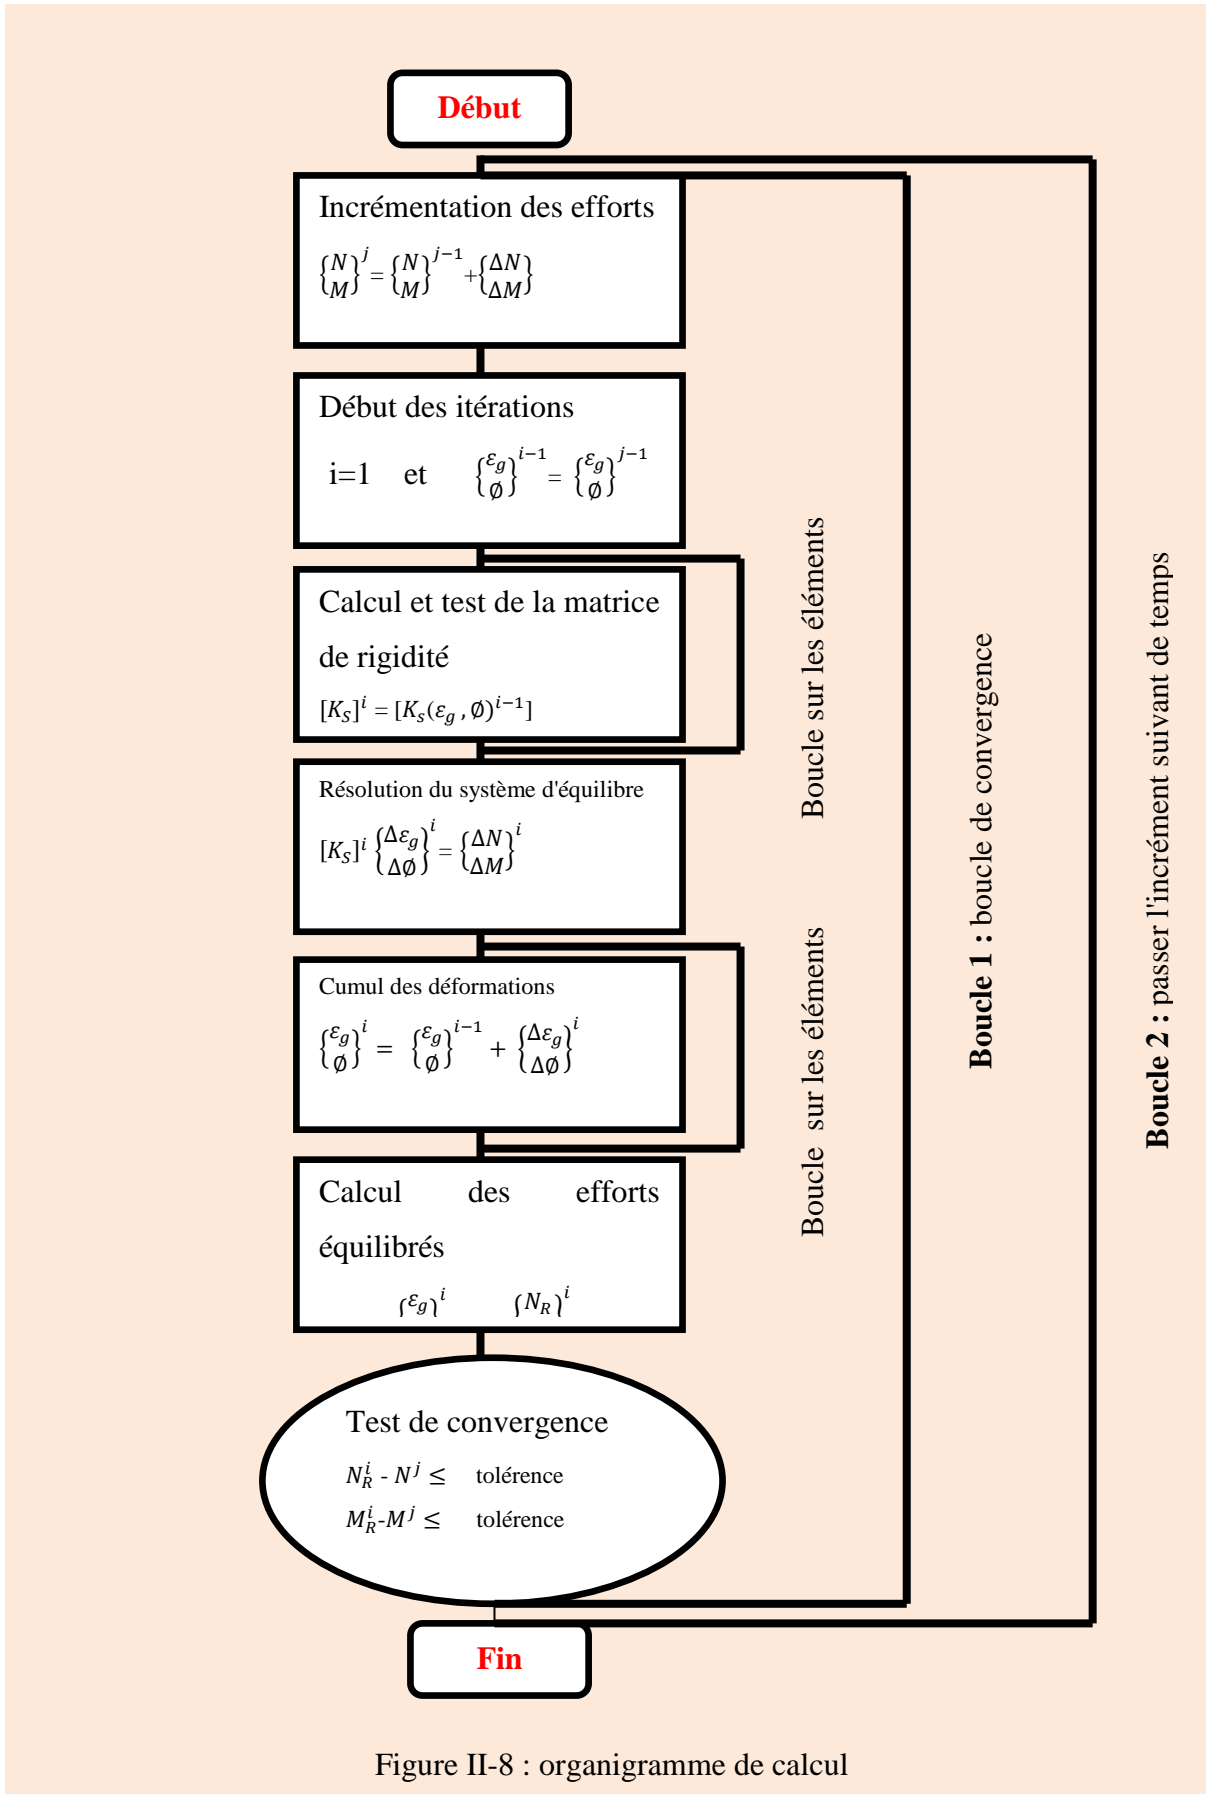 Début
Incrémentation des efforts
{N M}^j = {N M}^{j−1} + {ΔN ΔM}
Début des itérations
i=1 et {ε_g ∅}^{i−1} = {ε_g ∅}^{j−1}
Calcul et test de la matrice
de rigidité
[K_S]^i = [K_s(ε_g , ∅)^{i−1}]
Résolution du système d'équilibre
[K_S]^i {Δε_g Δ∅}^i = {ΔN ΔM}^i
Cumul des déformations
{ε_g ∅}^i = {ε_g ∅}^{i−1} + {Δε_g Δ∅}^i
Calcul des efforts
équilibrés
{ε_g}^i {N_R}^i
Test de convergence
N_R^i - N^j ≤ tolérence
M_R^i-M^j ≤ tolérence
Fin
Boucle sur les éléments
Boucle sur les éléments
Boucle 1 : boucle de convergence
Boucle 2 : passer l'incrément suivant de temps
Figure II-8 : organigramme de calcul